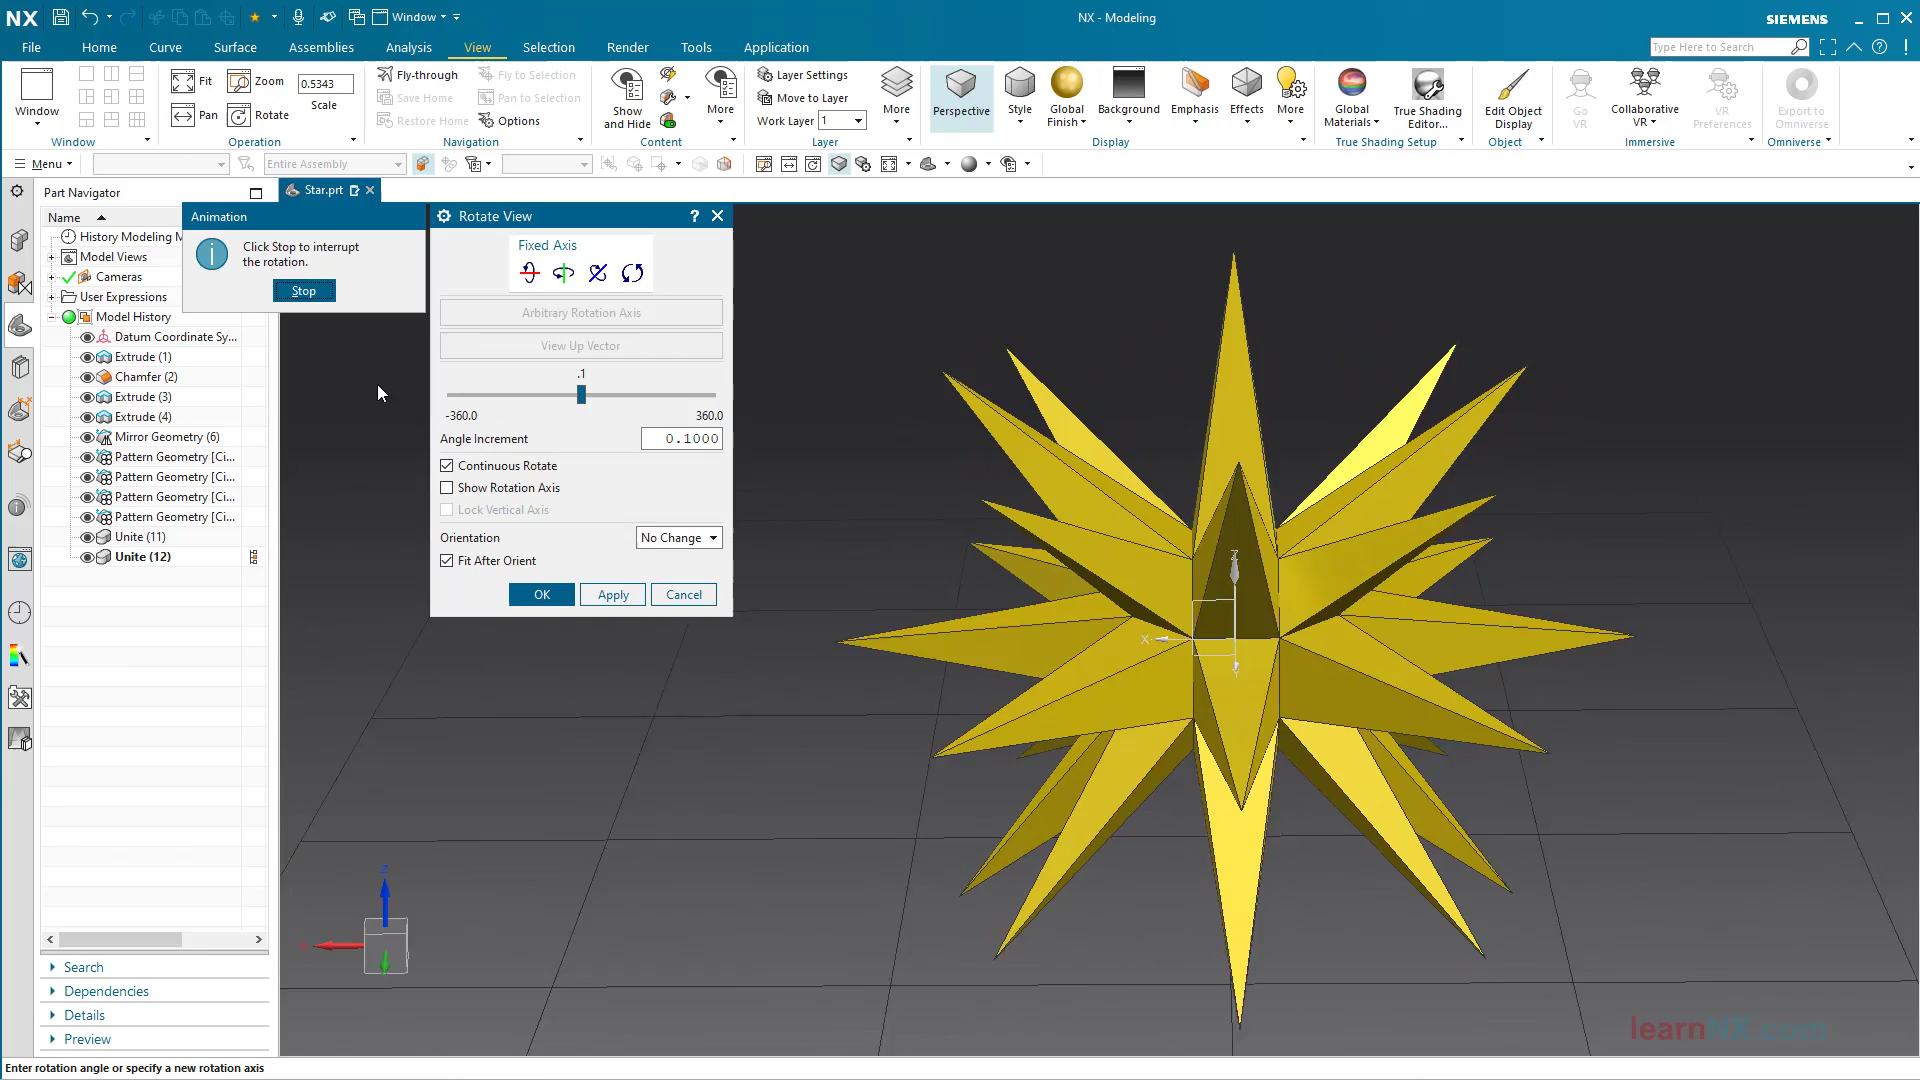 NX Window NX - Modeling SIEMENS
File Home Curve Surface Assemblies Analysis View Selection Render Tools Application Type Here to Search
Fit Zoom 0.5343 Fly-through Fly to Selection Layer Settings
Save Home Pan to Selection Move to Layer
Window Pan Rotate Scale Restore Home Options Show and Hide More Work Layer 1 More
Perspective Style Global Finish Background Emphasis Effects More Global Materials True Shading Editor... Edit Object Display Go VR Collaborative VR VR Preferences Export to Omniverse
Window Operation Navigation Content Layer Display True Shading Setup Object Immersive Omniverse
Menu Entire Assembly
Part Navigator
Star.prt
Name
History Modeling M
Model Views
Cameras
User Expressions
Model History
Datum Coordinate Sy...
Extrude (1)
Chamfer (2)
Extrude (3)
Extrude (4)
Mirror Geometry (6)
Pattern Geometry [Ci...
Pattern Geometry [Ci...
Pattern Geometry [Ci...
Pattern Geometry [Ci...
Unite (11)
Unite (12)
Search
Dependencies
Details
Preview
Animation
Click Stop to interrupt
the rotation.
Stop
Rotate View ?
Fixed Axis
Arbitrary Rotation Axis
View Up Vector
.1
-360.0 360.0
Angle Increment 0.1000
Continuous Rotate
Show Rotation Axis
Lock Vertical Axis
Orientation No Change
Fit After Orient
OK Apply Cancel
Z
X
Y
Z
X
learnNX.com
Enter rotation angle or specify a new rotation axis